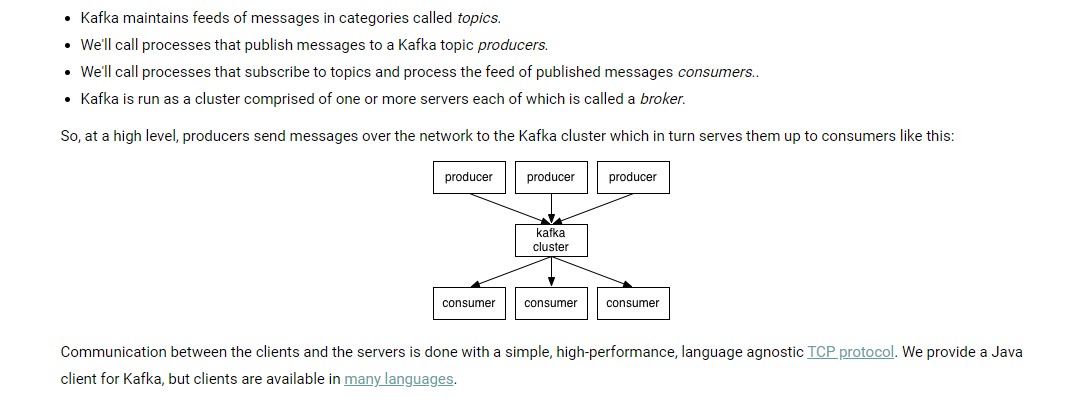 Kafka maintains feeds of messages in categories called topics.
We'll call processes that publish messages to a Kafka topic producers.
We'll call processes that subscribe to topics and process the feed of published messages consumers..
Kafka is run as a cluster comprised of one or more servers each of which is called a broker.
So, at a high level, producers send messages over the network to the Kafka cluster which in turn serves them up to consumers like this:
producer producer producer
kafka
cluster
consumer consumer consumer
Communication between the clients and the servers is done with a simple, high-performance, language agnostic TCP protocol. We provide a Java
client for Kafka, but clients are available in many languages.